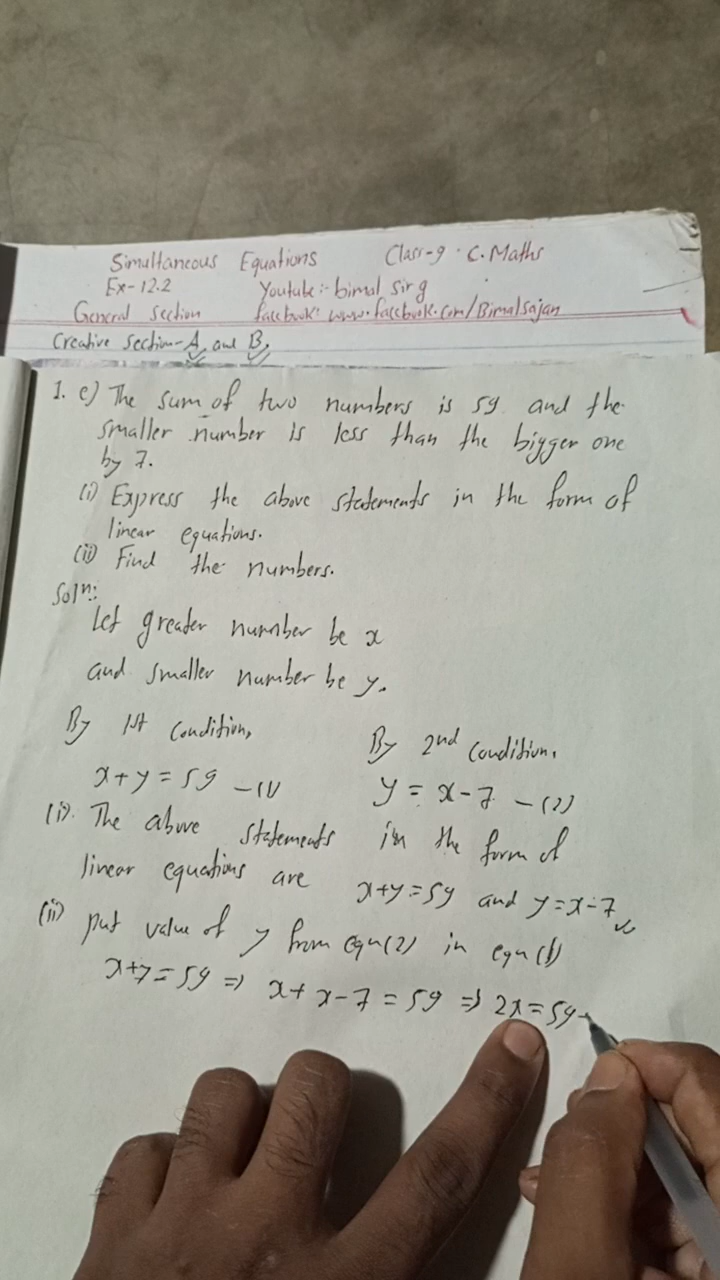 Simultaneous Equations Class-9. C.Maths
Ex-12.2 Youtube:- bimal sir g
General section facebook: www.facebook.com/Bimalsajan
Creative section-A, and B,
1. e) The sum of two numbers is 59 and the
smaller number is less than the bigger one
by 7.
(i) Express the above statements in the form of
linear equations.
(ii) Find the numbers.
Solⁿ:
Let greater number be x
and smaller number be y.
By 1st condition, By 2nd condition,
x+y=59 -(1) y = x-7 -(2)
(i). The above statements in the form of
linear equations are x+y=59 and y=x-7
(ii) put value of y from eqn(2) in eqn(1)
x+y=59 ⇒ x+x-7=59 ⇒ 2x=59